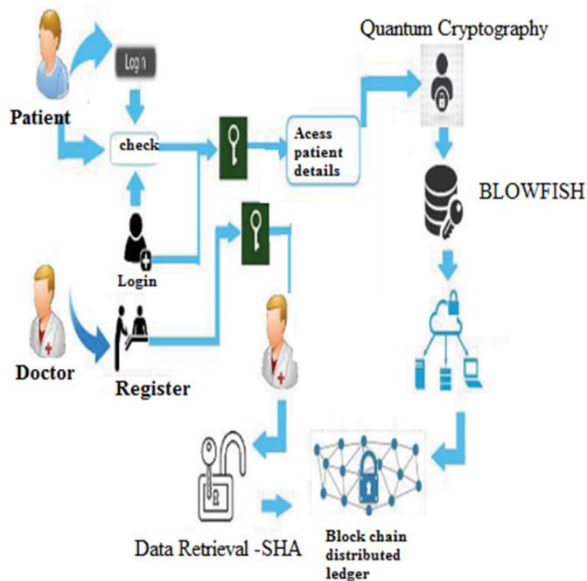 Quantum Cryptography
Login
Patient
check
Acess
patient
details
BLOWFISH
Login
Doctor
Register
Data Retrieval -SHA
Block chain
distributed
ledger